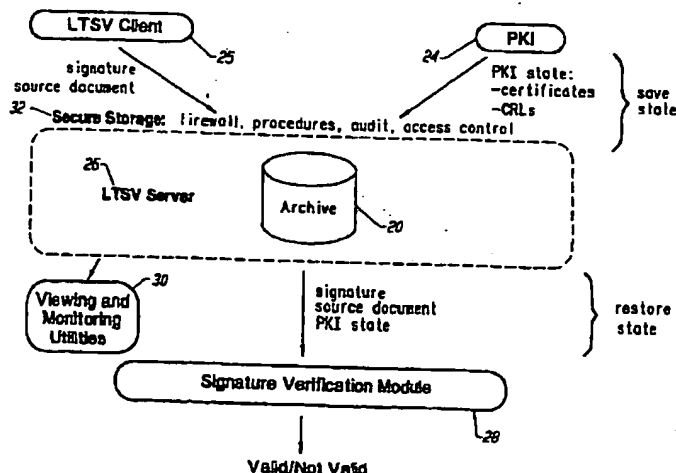 LTSV Client
25
24
PKI
signature
source document
PKI state:
-certificates
-CRLs
save
state
32
Secure Storage: firewall, procedures, audit, access control
26
LTSV Server
Archive
20
30
Viewing and
Monitoring
Utilities
signature
source document
PKI state
restore
state
Signature Verification Module
28
Valid/Not Valid